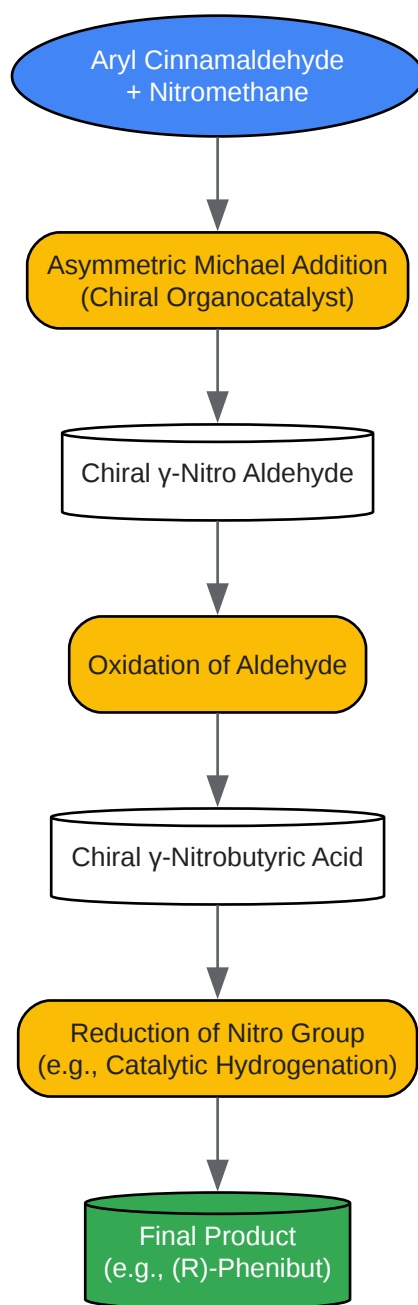 Aryl Cinnamaldehyde
+ Nitromethane
Asymmetric Michael Addition
(Chiral Organocatalyst)
Chiral γ-Nitro Aldehyde
Oxidation of Aldehyde
Chiral γ-Nitrobutyric Acid
Reduction of Nitro Group
(e.g., Catalytic Hydrogenation)
Final Product
(e.g., (R)-Phenibut)